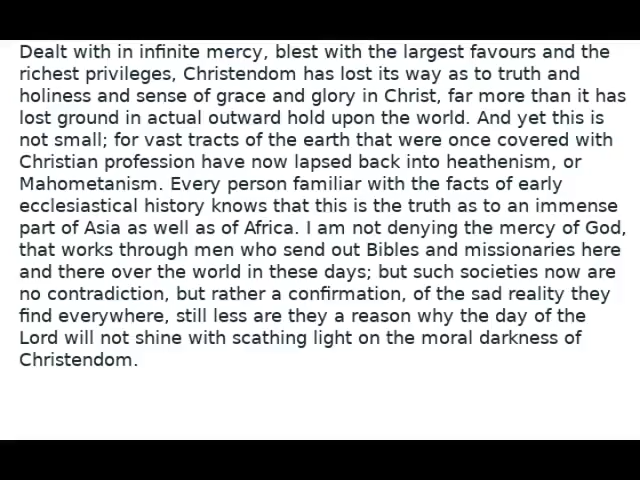 Dealt with in infinite mercy, blest with the largest favours and the
richest privileges, Christendom has lost its way as to truth and
holiness and sense of grace and glory in Christ, far more than it has
lost ground in actual outward hold upon the world. And yet this is
not small; for vast tracts of the earth that were once covered with
Christian profession have now lapsed back into heathenism, or
Mahometanism. Every person familiar with the facts of early
ecclesiastical history knows that this is the truth as to an immense
part of Asia as well as of Africa. I am not denying the mercy of God,
that works through men who send out Bibles and missionaries here
and there over the world in these days; but such societies now are
no contradiction, but rather a confirmation, of the sad reality they
find everywhere, still less are they a reason why the day of the
Lord will not shine with scathing light on the moral darkness of
Christendom.